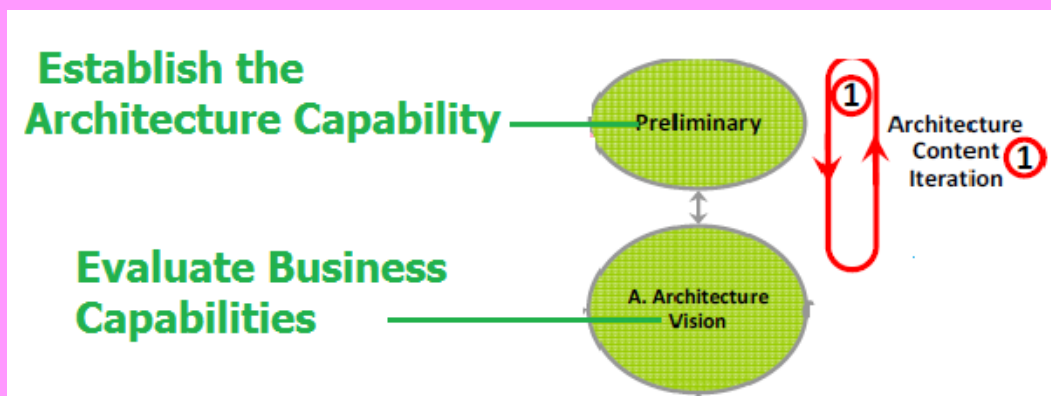 Establish the
Architecture Capability
Preliminary
1
Architecture
Content 1
Iteration
Evaluate Business
Capabilities
A. Architecture
Vision